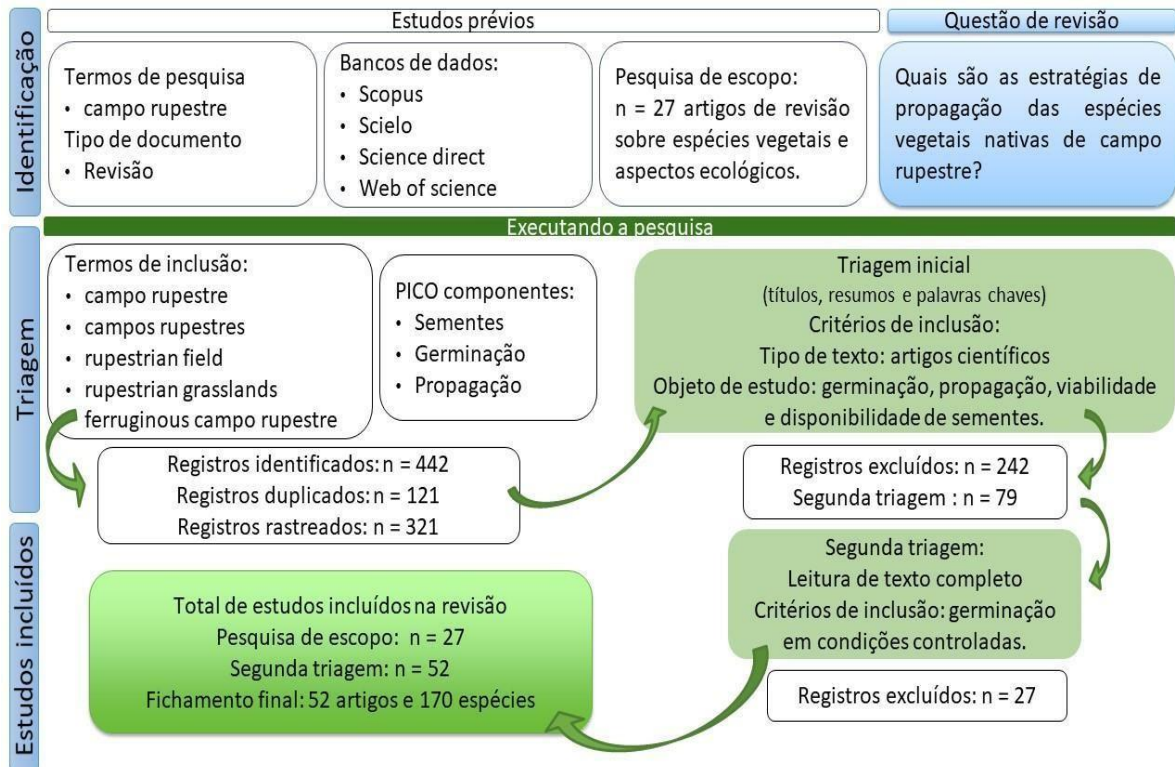 Identificação
Estudos prévios
Questão de revisão
Termos de pesquisa
• campo rupestre
Tipo de documento
• Revisão
Bancos de dados:
• Scopus
• Scielo
• Science direct
• Web of science
Pesquisa de escopo:
n = 27 artigos de revisão
sobre espécies vegetais e
aspectos ecológicos.
Quais são as estratégias de
propagação das espécies
vegetais nativas de campo
rupestre?
Triagem
Executando a pesquisa
Termos de inclusão:
• campo rupestre
• campos rupestres
• rupestrian field
• rupestrian grasslands
• ferruginous campo rupestre
PICO componentes:
• Sementes
• Germinação
• Propagação
Triagem inicial
(títulos, resumos e palavras chaves)
Critérios de inclusão:
Tipo de texto: artigos científicos
Objeto de estudo: germinação, propagação, viabilidade
e disponibilidade de sementes.
Registros identificados: n = 442
Registros duplicados: n = 121
Registros rastreados: n = 321
Registros excluídos: n = 242
Segunda triagem : n = 79
Estudos incluídos
Segunda triagem:
Leitura de texto completo
Critérios de inclusão: germinação
em condições controladas.
Registros excluídos: n = 27
Total de estudos incluídos na revisão
Pesquisa de escopo: n = 27
Segunda triagem: n = 52
Fichamento final: 52 artigos e 170 espécies